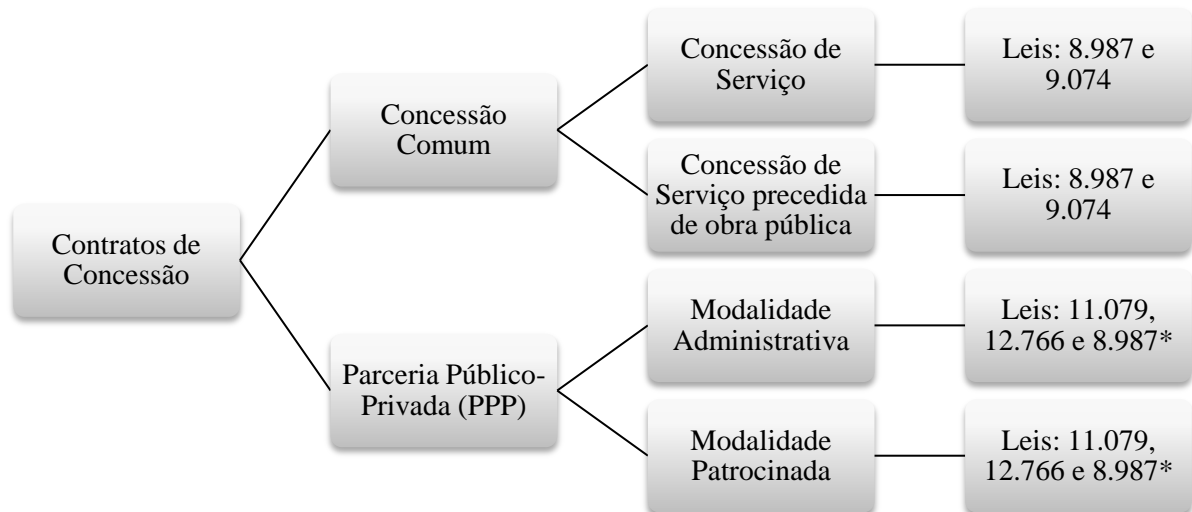 Contratos de
Concessão
Concessão
Comum
Concessão de
Serviço
Leis: 8.987 e
9.074
Concessão de
Serviço precedida
de obra pública
Leis: 8.987 e
9.074
Parceria Público-
Privada (PPP)
Modalidade
Administrativa
Leis: 11.079,
12.766 e 8.987*
Modalidade
Patrocinada
Leis: 11.079,
12.766 e 8.987*